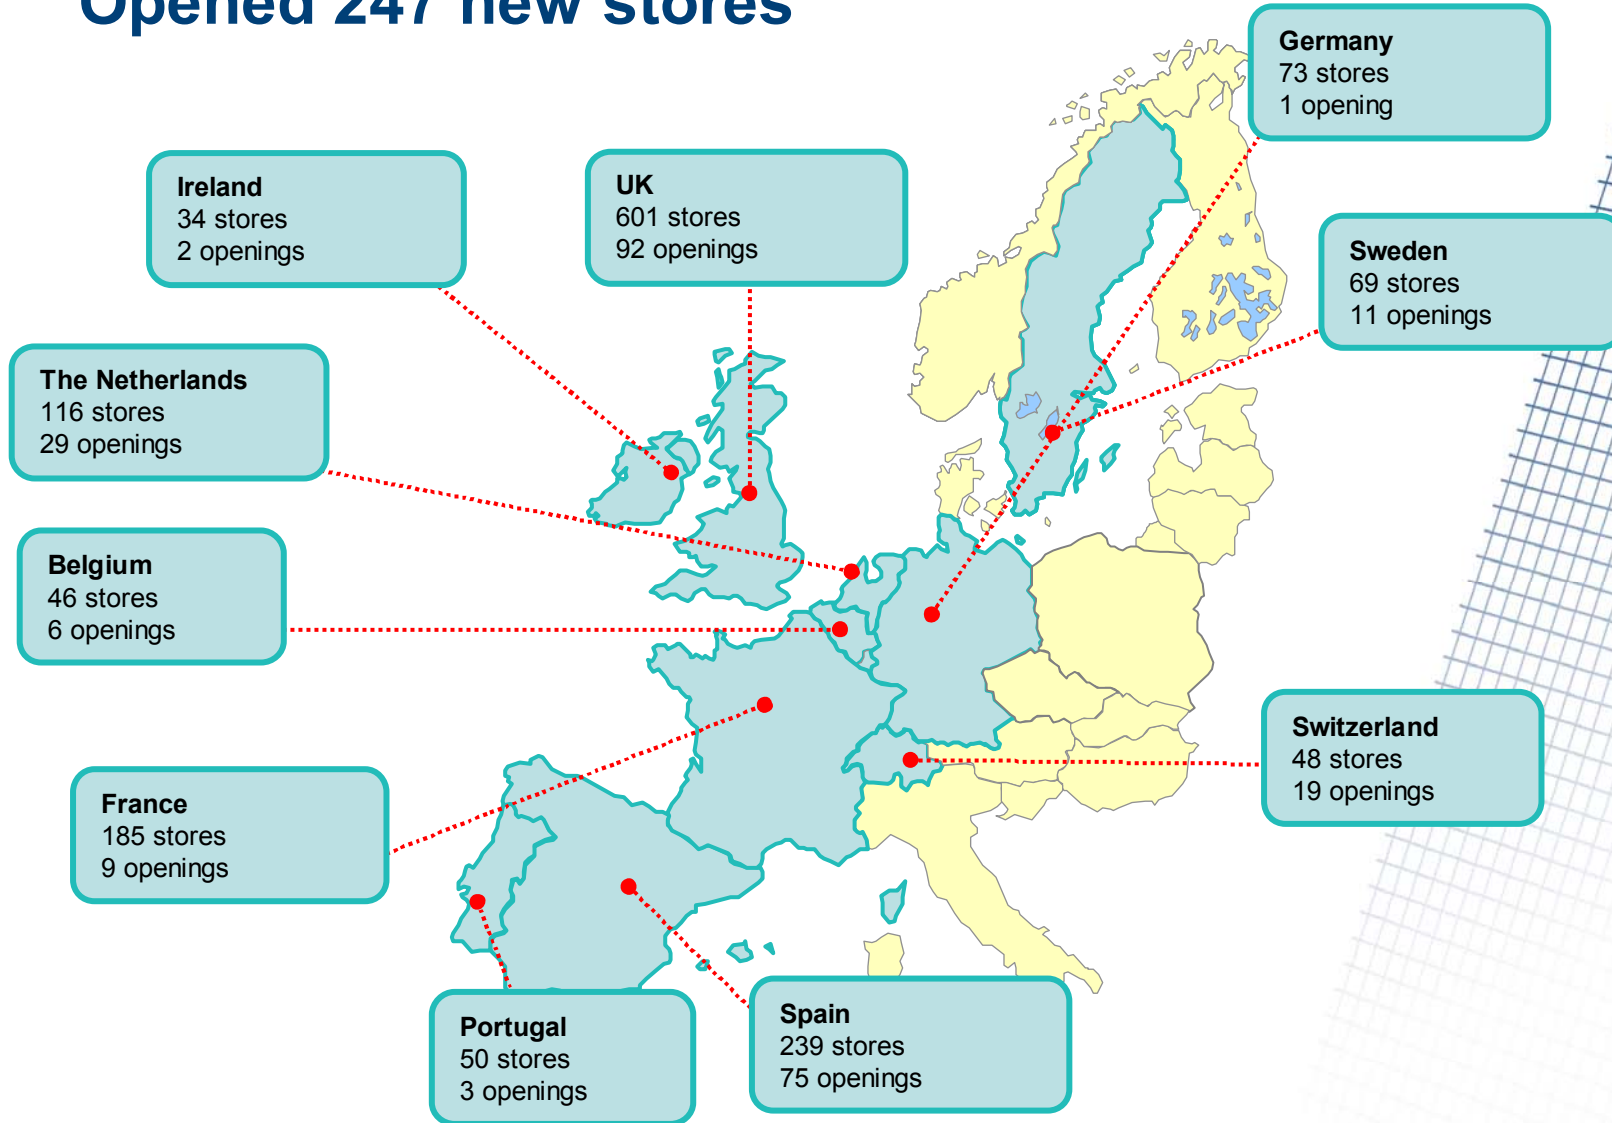 Opened 247 new stores
Germany
73 stores
1 opening
Ireland
34 stores
2 openings
UK
601 stores
92 openings
Sweden
69 stores
11 openings
The Netherlands
116 stores
29 openings
Belgium
46 stores
6 openings
Switzerland
48 stores
19 openings
France
185 stores
9 openings
Portugal
50 stores
3 openings
Spain
239 stores
75 openings